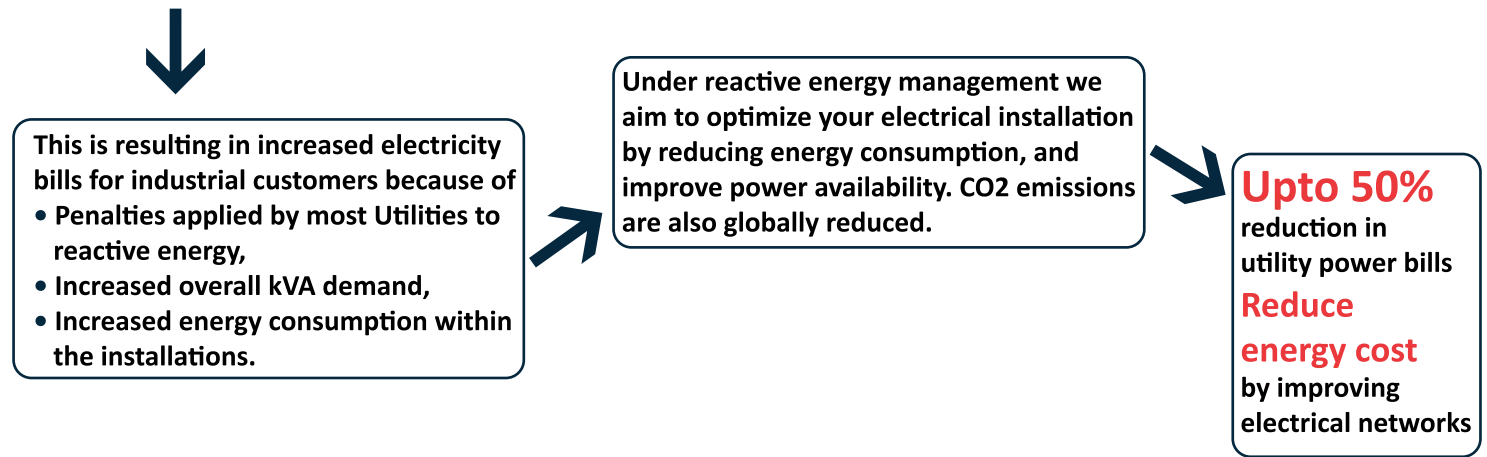 This is resulting in increased electricity
bills for industrial customers because of
• Penalties applied by most Utilities to
reactive energy,
• Increased overall kVA demand,
• Increased energy consumption within
the installations.
Under reactive energy management we
aim to optimize your electrical installation
by reducing energy consumption, and
improve power availability. CO2 emissions
are also globally reduced.
Upto 50%
reduction in
utility power bills
Reduce
energy cost
by improving
electrical networks